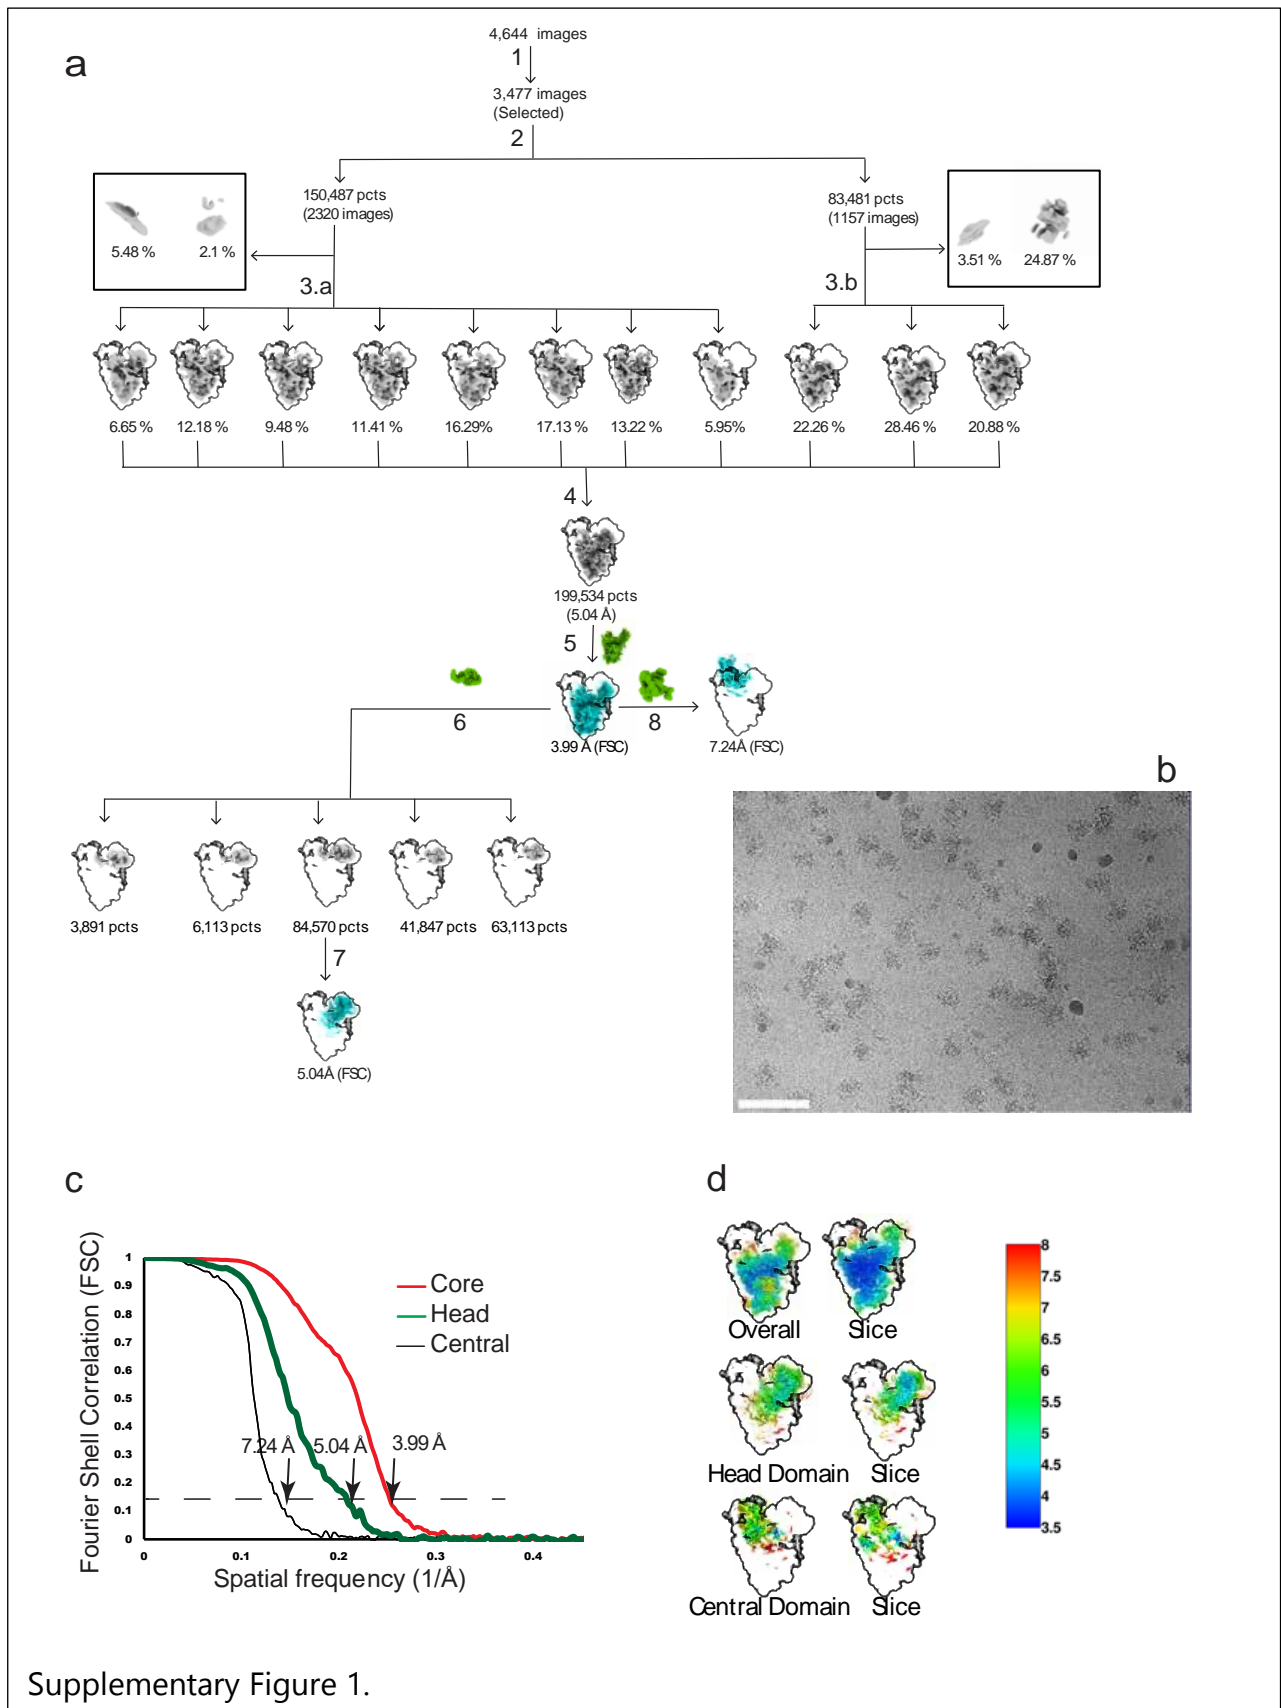 a
4,644 images
1
3,477 images
(Selected)
2
150,487 pcts
(2320 images)
83,481 pcts
(1157 images)
5.48 %
2.1 %
3.51 %
24.87 %
3.a
3.b
6.65 %
12.18 %
9.48 %
11.41 %
16.29%
17.13 %
13.22 %
5.95%
22.26 %
28.46 %
20.88 %
4
199,534 pcts
(5.04 Å)
5
6
8
3.99 Å (FSC)
7.24Å (FSC)
3,891 pcts
6,113 pcts
84,570 pcts
41,847 pcts
63,113 pcts
7
5.04Å (FSC)
b
c
Fourier Shell Correlation (FSC)
1
0.9
0.8
0.7
0.6
0.5
0.4
0.3
0.2
0.1
0
Core
Head
Central
7.24 Å
5.04 Å
3.99 Å
0
0.1
0.2
0.3
0.4
Spatial frequency (1/Å)
d
Overall
Slice
Head Domain
Slice
Central Domain
Slice
8
7.5
7
6.5
6
5.5
5
4.5
4
3.5
Supplementary Figure 1.